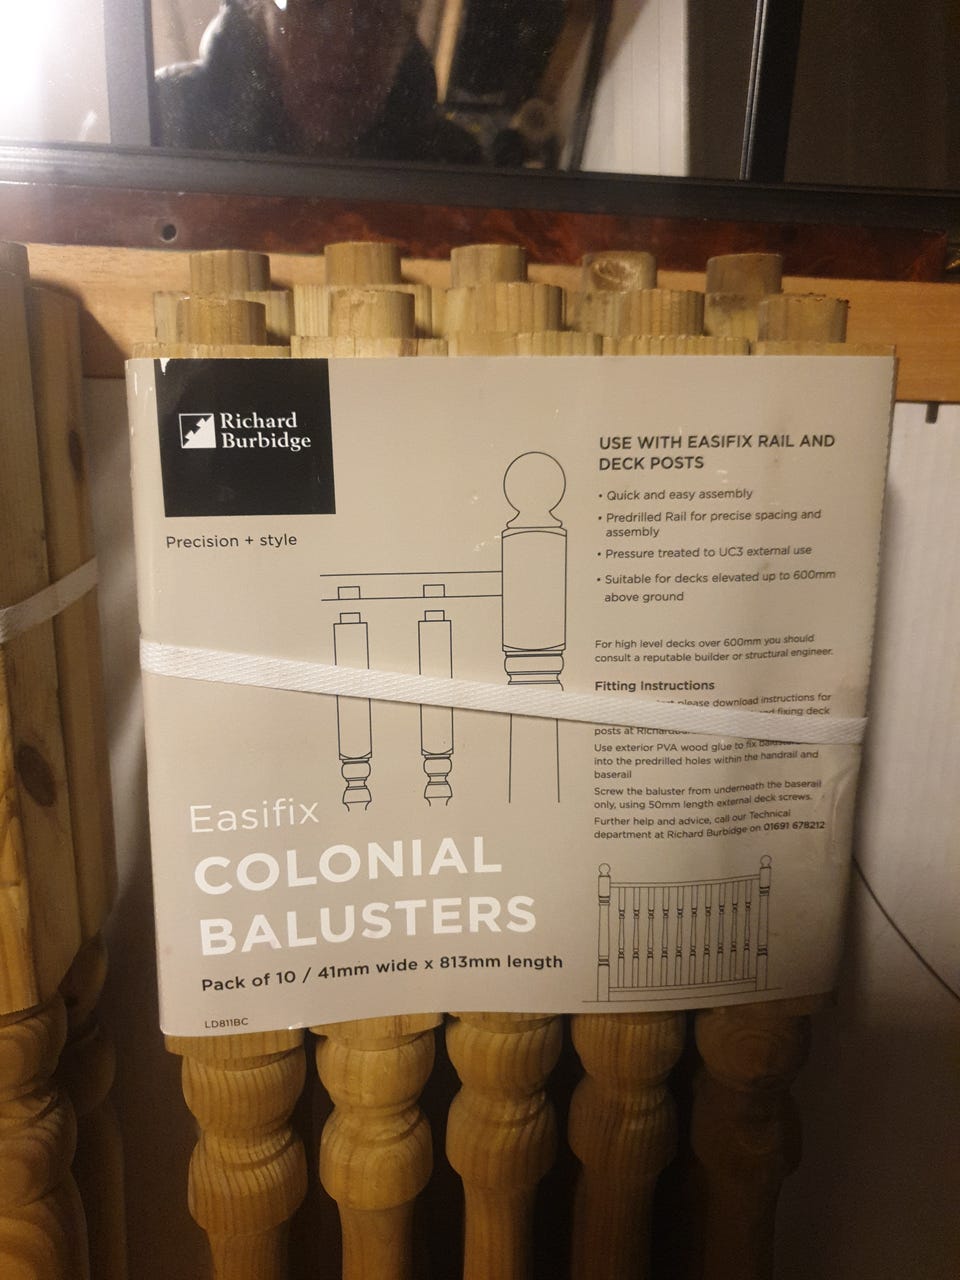 Richard
Burbidge
Precision + style
USE WITH EASIFIX RAIL AND
DECK POSTS
• Quick and easy assembly
• Predrilled Rail for precise spacing and
assembly
• Pressure treated to UC3 external use
• Suitable for decks elevated up to 600mm
above ground
For high level decks over 600mm you should
consult a reputable builder or structural engineer.
Fitting Instructions
please download instructions for
fixing deck
posts at
Use exterior PVA wood glue to fix
into the predrilled holes within the handrail and
baserail
Screw the baluster from underneath the baserail
only, using 50mm length external deck screws.
Further help and advice, call our Technical
department at Richard Burbidge on 01691 678212
Easifix
COLONIAL
BALUSTERS
Pack of 10 / 41mm wide x 813mm length
LD811BC